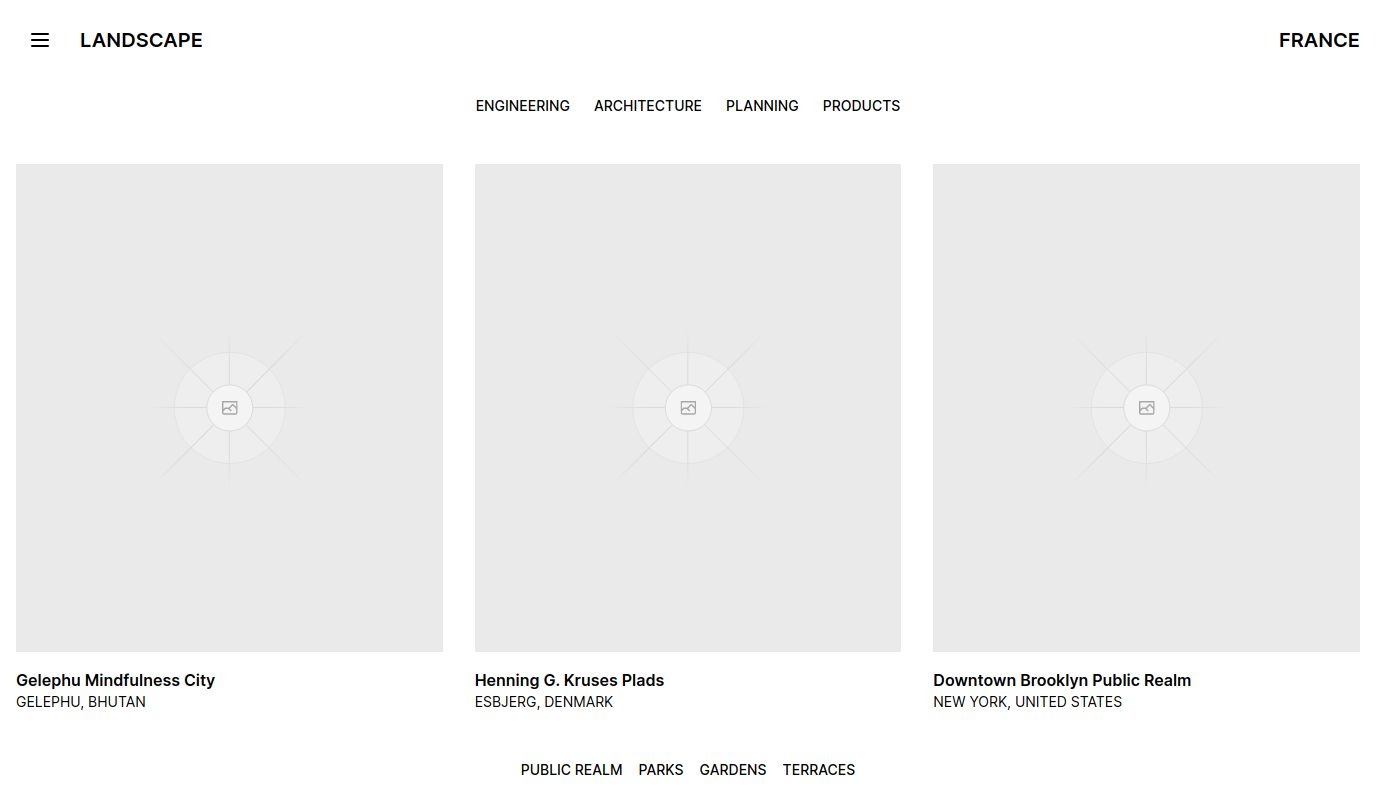 LANDSCAPE
FRANCE
ENGINEERING ARCHITECTURE PLANNING PRODUCTS
Gelephu Mindfulness City
GELEPHU, BHUTAN
Henning G. Kruses Plads
ESBJERG, DENMARK
Downtown Brooklyn Public Realm
NEW YORK, UNITED STATES
PUBLIC REALM PARKS GARDENS TERRACES